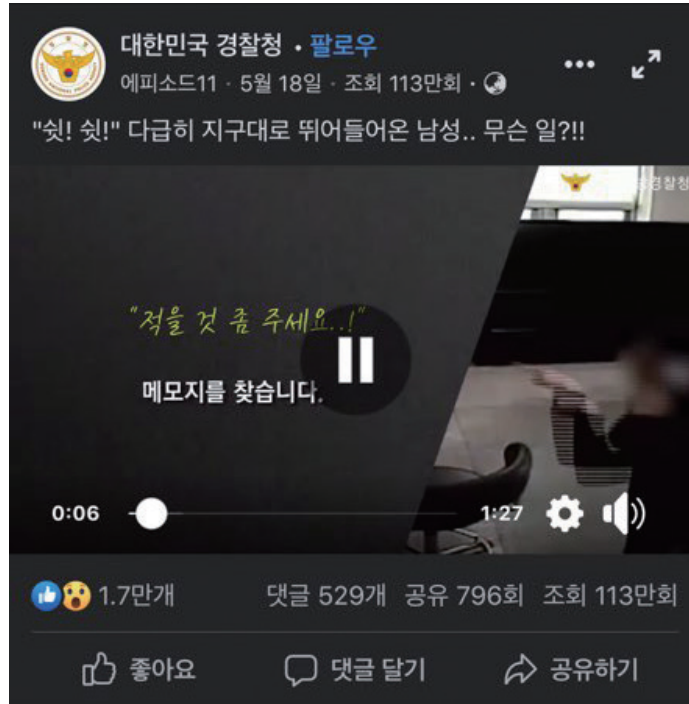 대한민국 경찰청 · 팔로우
에피소드11 · 5월 18일 · 조회 113만회 ·
"쉿! 쉿!" 다급히 지구대로 뛰어들어온 남성.. 무슨 일?!!
경찰청
"적을 것 좀 주세요..!"
메모지를 찾습니다.
0:06
1:27
1.7만개 댓글 529개 공유 796회 조회 113만회
좋아요 댓글 달기 공유하기